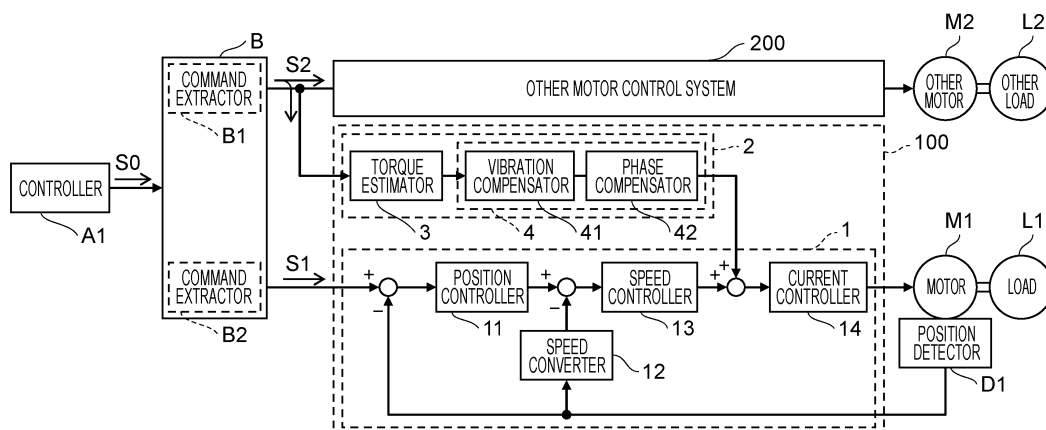 B
COMMAND
EXTRACTOR
B1
S2
200
OTHER MOTOR CONTROL SYSTEM
M2
L2
OTHER
MOTOR
OTHER
LOAD
100
2
TORQUE
ESTIMATOR
3
VIBRATION
COMPENSATOR
PHASE
COMPENSATOR
4
41
42
S0
CONTROLLER
A1
COMMAND
EXTRACTOR
B2
S1
1
+
−
POSITION
CONTROLLER
11
+
−
SPEED
CONTROLLER
13
+
+
CURRENT
CONTROLLER
14
SPEED
CONVERTER
12
M1
L1
MOTOR
LOAD
POSITION
DETECTOR
D1